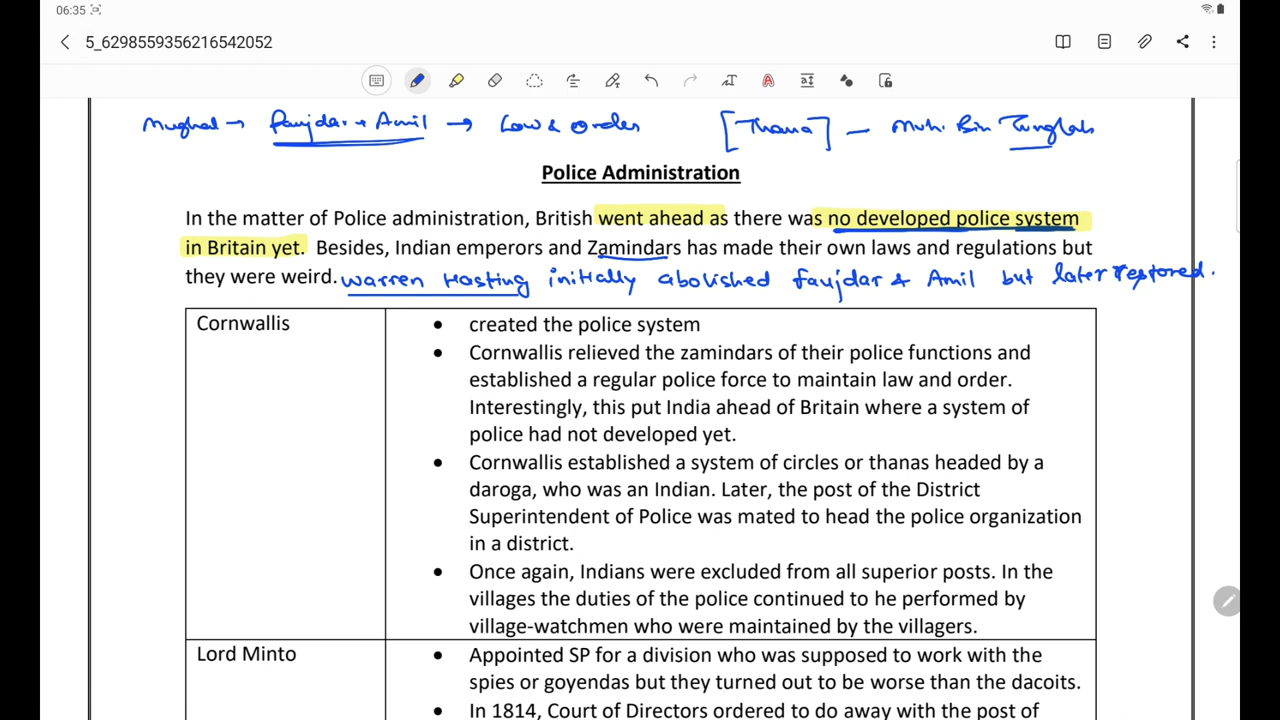 06:35
5_6298559356216542052
Mughal → faujdar + Amil → Low & Order [Thana] — Muh. Bin Tunglab
Police Administration
In the matter of Police administration, British went ahead as there was no developed police system
in Britain yet. Besides, Indian emperors and Zamindars has made their own laws and regulations but
they were weird. Warren Hasting initially abolished faujdar & Amil but later restored.
Cornwallis
• created the police system
• Cornwallis relieved the zamindars of their police functions and
established a regular police force to maintain law and order.
Interestingly, this put India ahead of Britain where a system of
police had not developed yet.
• Cornwallis established a system of circles or thanas headed by a
daroga, who was an Indian. Later, the post of the District
Superintendent of Police was mated to head the police organization
in a district.
• Once again, Indians were excluded from all superior posts. In the
villages the duties of the police continued to he performed by
village-watchmen who were maintained by the villagers.
Lord Minto
• Appointed SP for a division who was supposed to work with the
spies or goyendas but they turned out to be worse than the dacoits.
• In 1814, Court of Directors ordered to do away with the post of